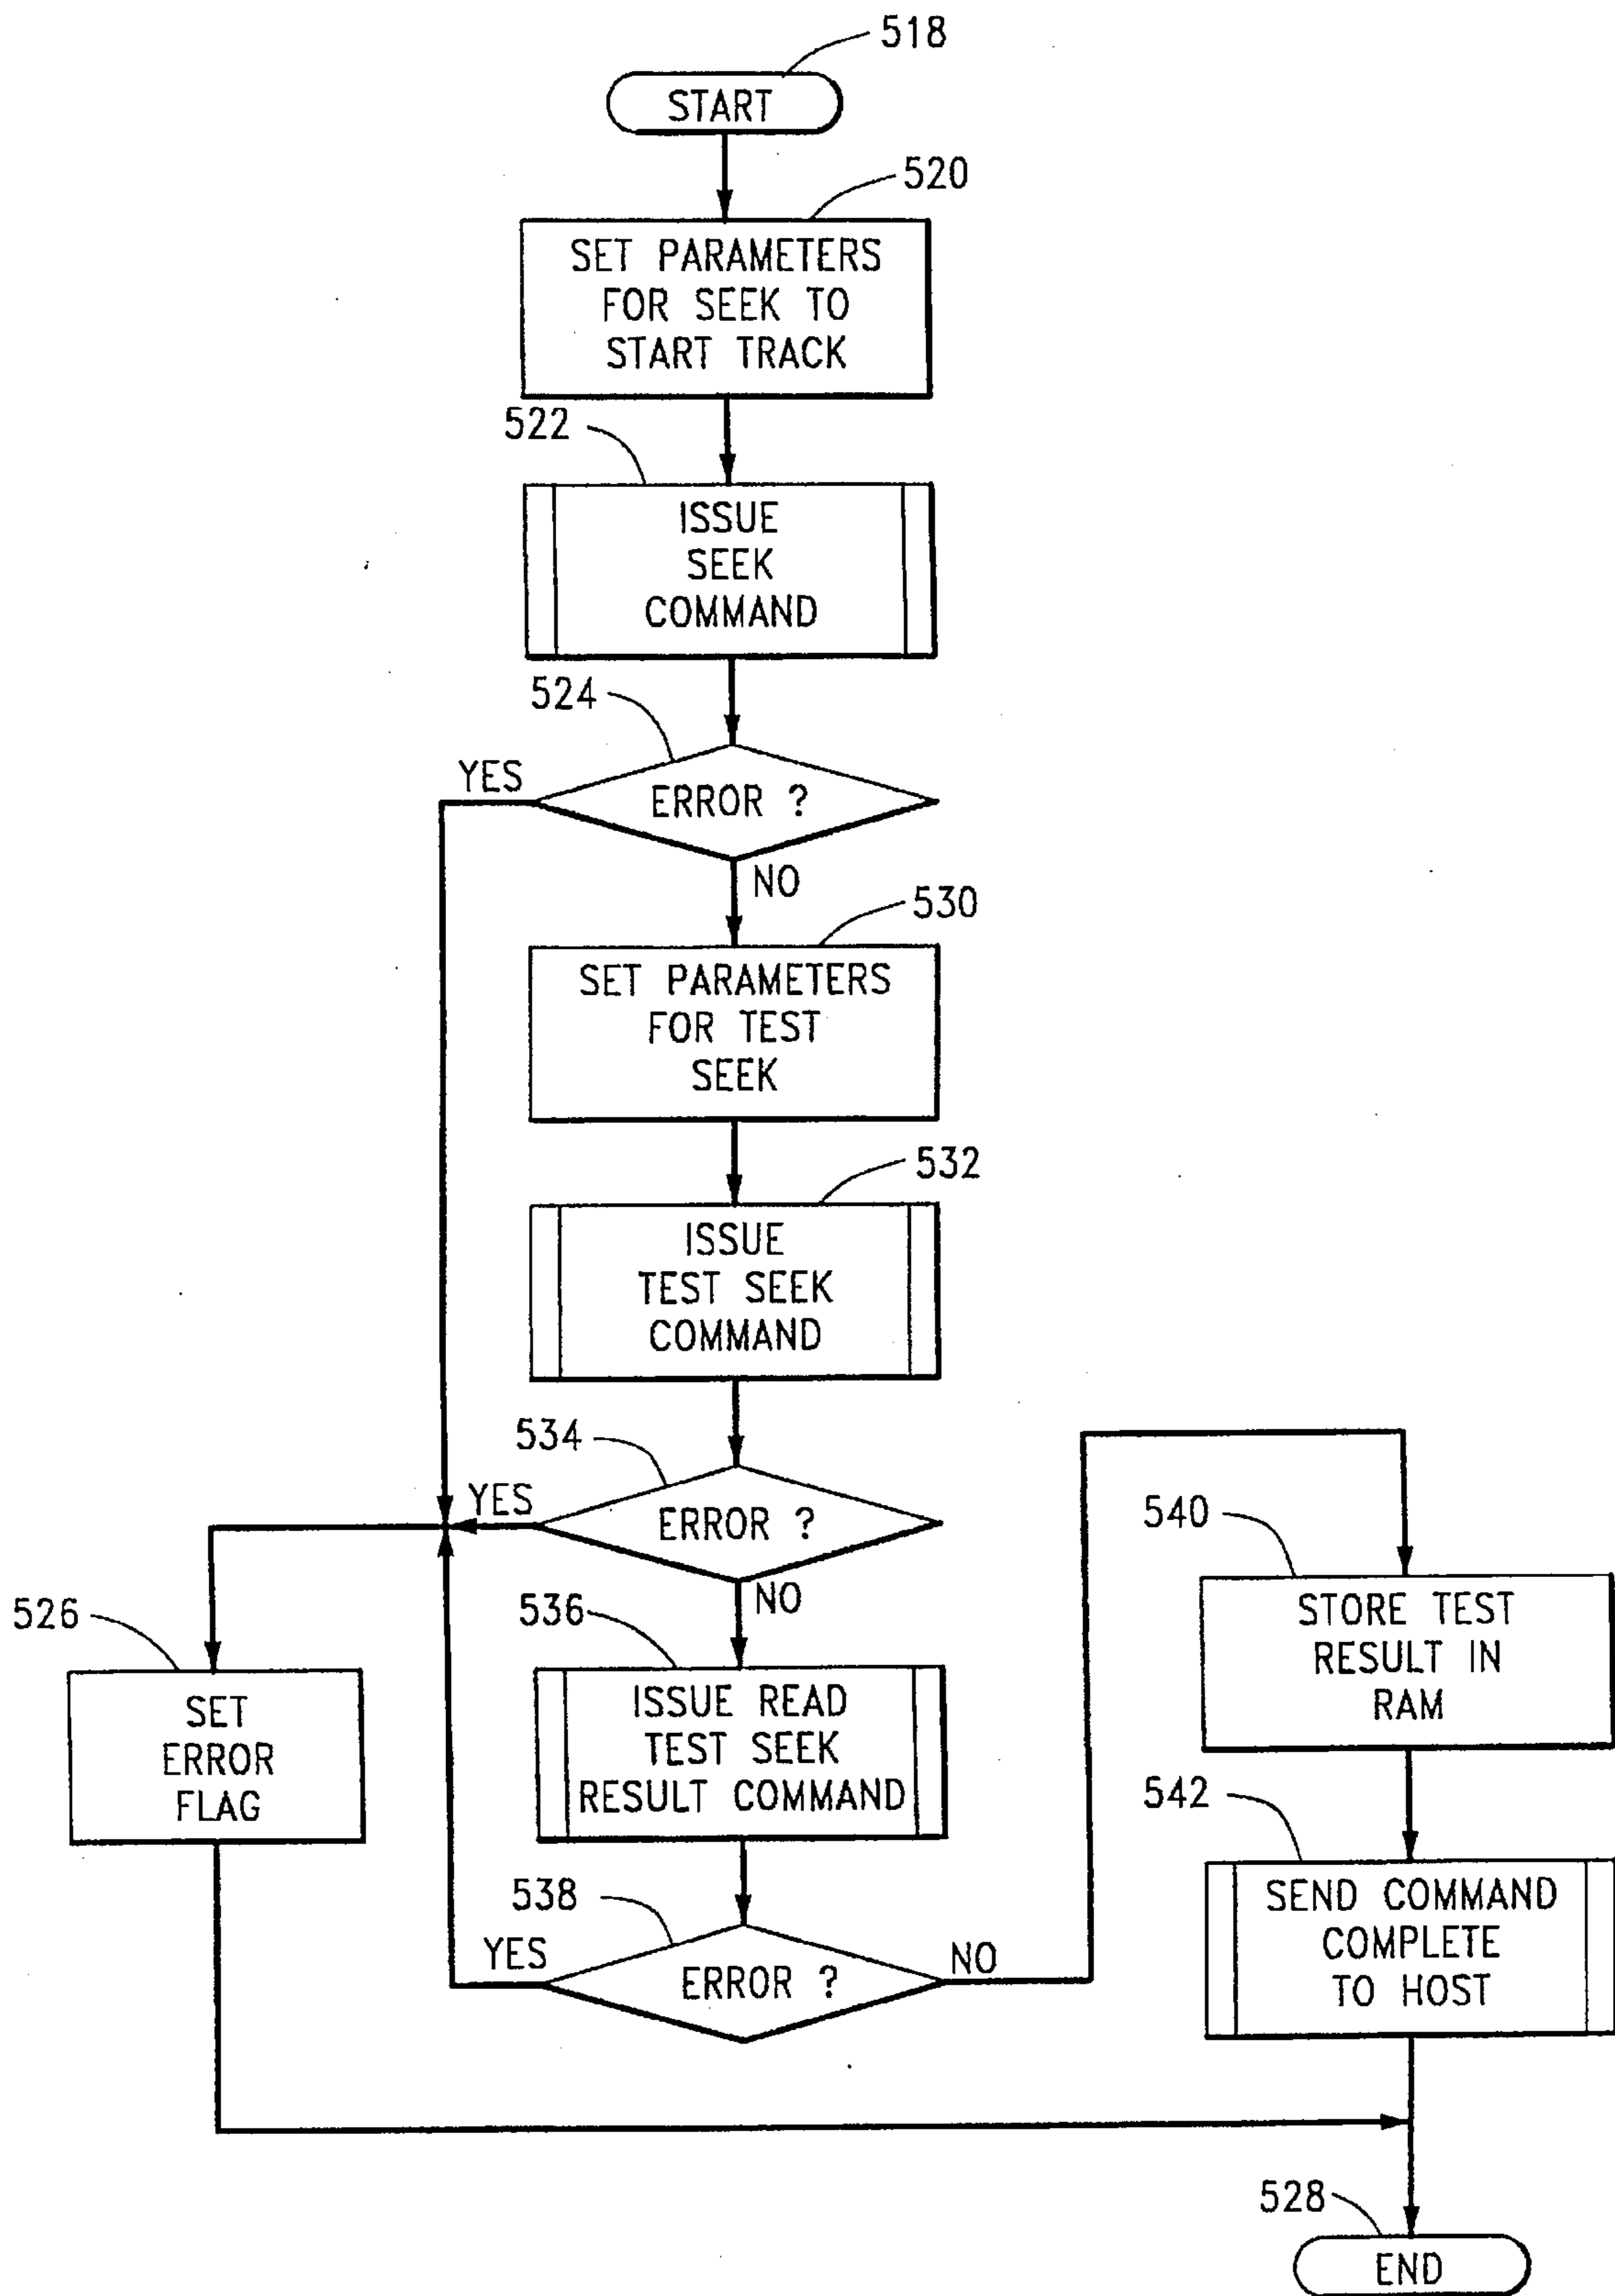 518
START
520
SET PARAMETERS
FOR SEEK TO
START TRACK
522
ISSUE
SEEK
COMMAND
524
YES
ERROR ?
NO
530
SET PARAMETERS
FOR TEST
SEEK
532
ISSUE
TEST SEEK
COMMAND
534
YES
ERROR ?
NO
526
SET
ERROR
FLAG
536
ISSUE READ
TEST SEEK
RESULT COMMAND
538
YES
ERROR ?
NO
540
STORE TEST
RESULT IN
RAM
542
SEND COMMAND
COMPLETE
TO HOST
528
END